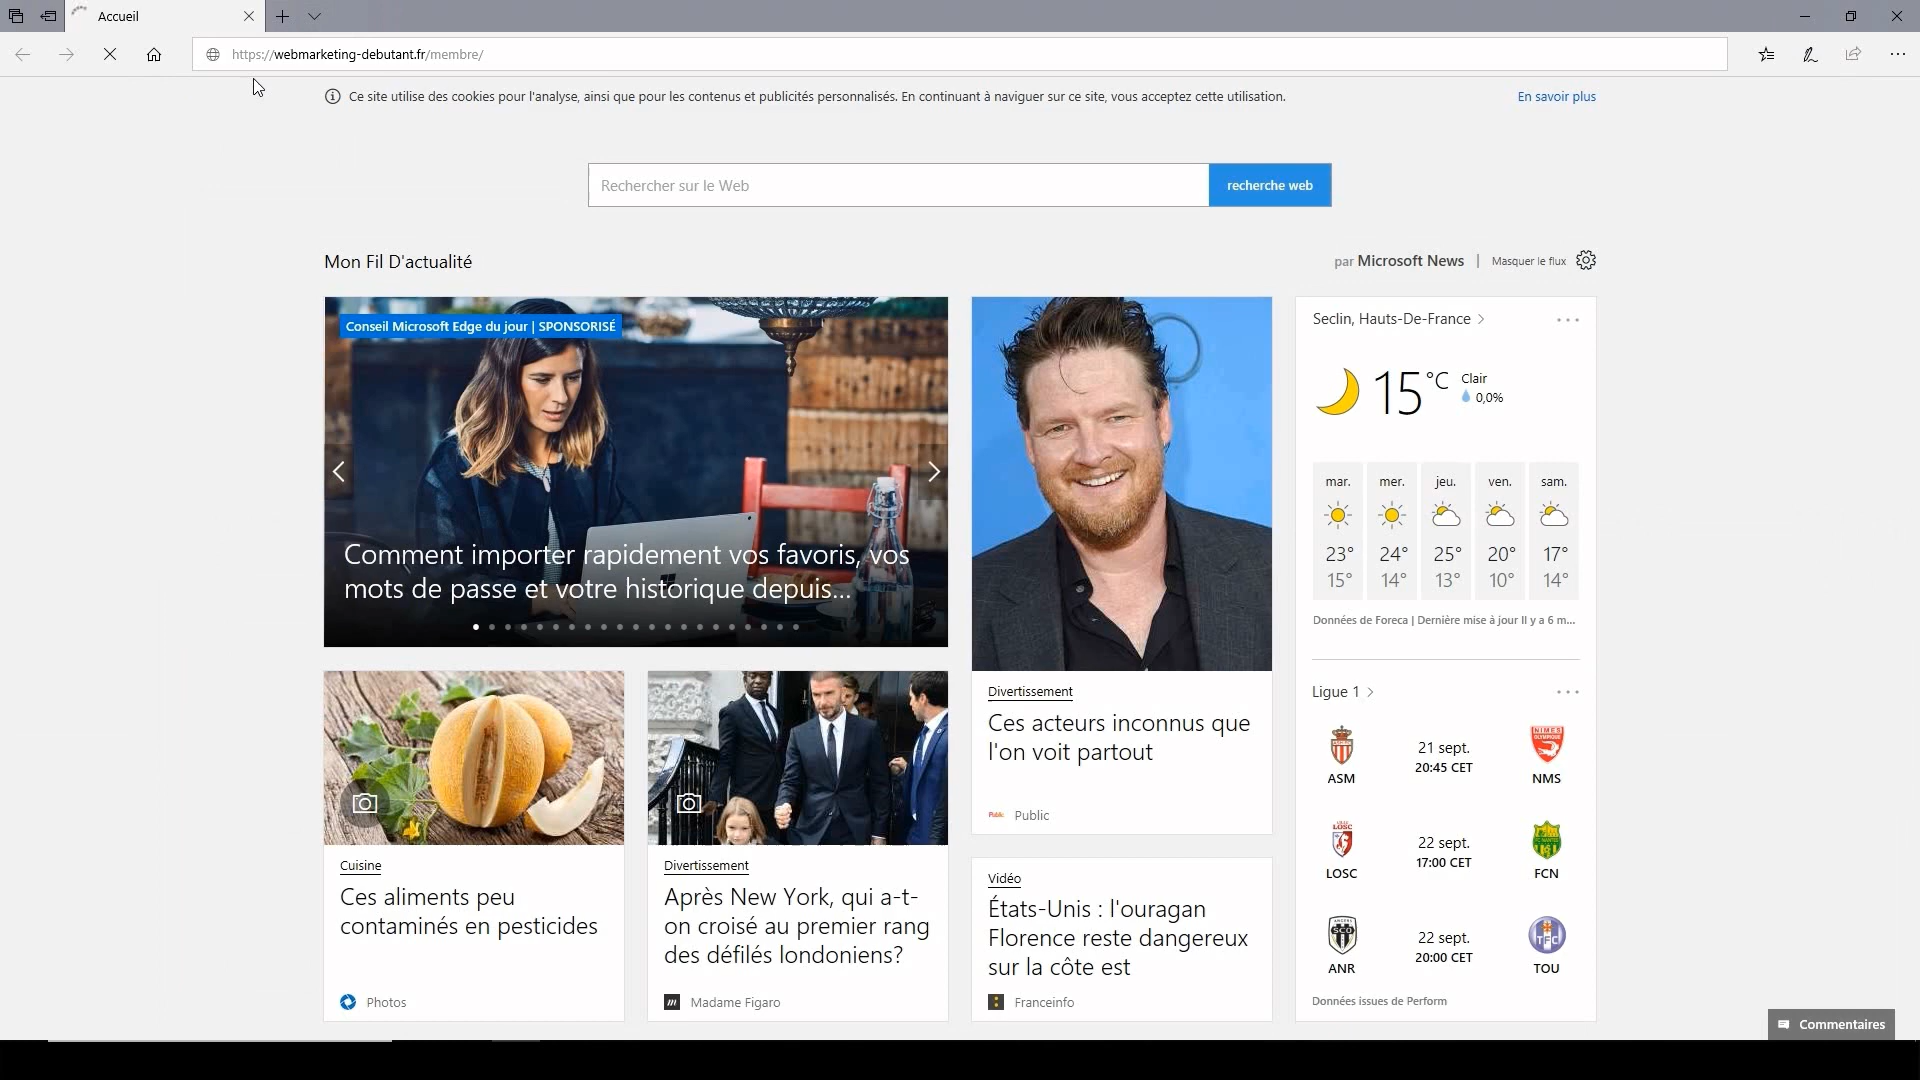 Accueil
https://webmarketing-debutant.fr/membre/
Ce site utilise des cookies pour l'analyse, ainsi que pour les contenus et publicités personnalisés. En continuant à naviguer sur ce site, vous acceptez cette utilisation.
En savoir plus
Rechercher sur le Web
recherche web
Mon Fil D'actualité
par Microsoft News | Masquer le flux
Conseil Microsoft Edge du jour | SPONSORISÉ
Comment importer rapidement vos favoris, vos
mots de passe et votre historique depuis...
Cuisine
Ces aliments peu
contaminés en pesticides
Photos
Divertissement
Après New York, qui a-t-
on croisé au premier rang
des défilés londoniens?
Madame Figaro
Divertissement
Ces acteurs inconnus que
l'on voit partout
Public
Public
Vidéo
États-Unis : l'ouragan
Florence reste dangereux
sur la côte est
Franceinfo
Seclin, Hauts-De-France
15 °C
Clair
0,0%
mar. mer. jeu. ven. sam.
23° 24° 25° 20° 17°
15° 14° 13° 10° 14°
Données de Foreca | Dernière mise à jour Il y a 6 m...
Ligue 1
21 sept.
20:45 CET
ASM NMS
22 sept.
17:00 CET
LOSC FCN
22 sept.
20:00 CET
ANR TOU
Données issues de Perform
Commentaires